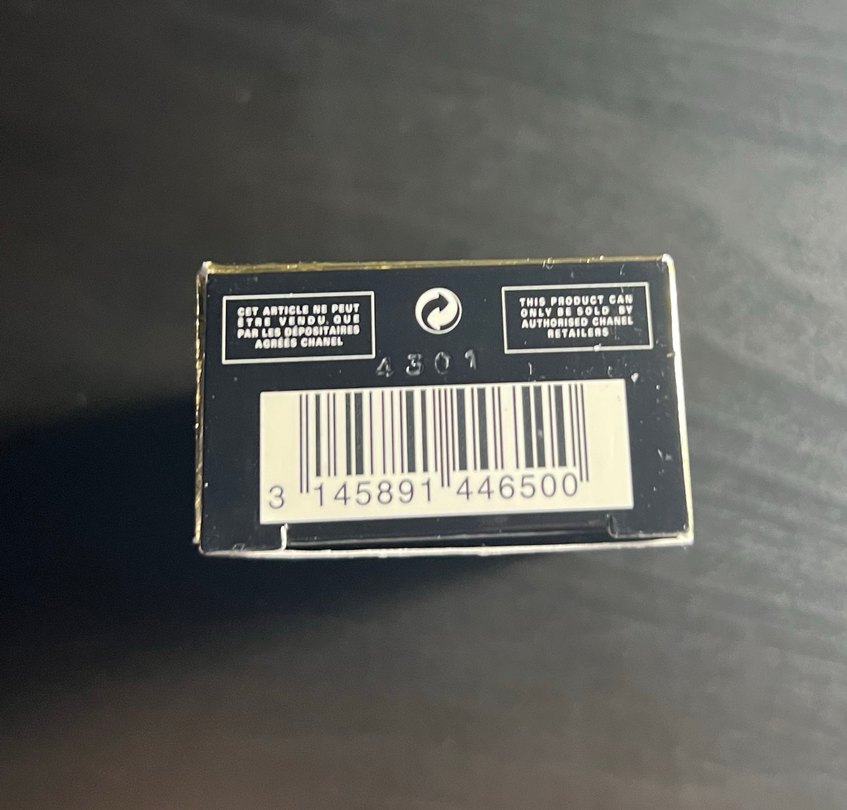 CET ARTICLE NE PEUT
ÊTRE VENDU. QUE
PAR LES DÉPOSITAIRES
AGRÉÉS CHANEL
THIS PRODUCT CAN
ONLY BE SOLD BY
AUTHORISED CHANEL
RETAILERS
4301
3 145891 446500